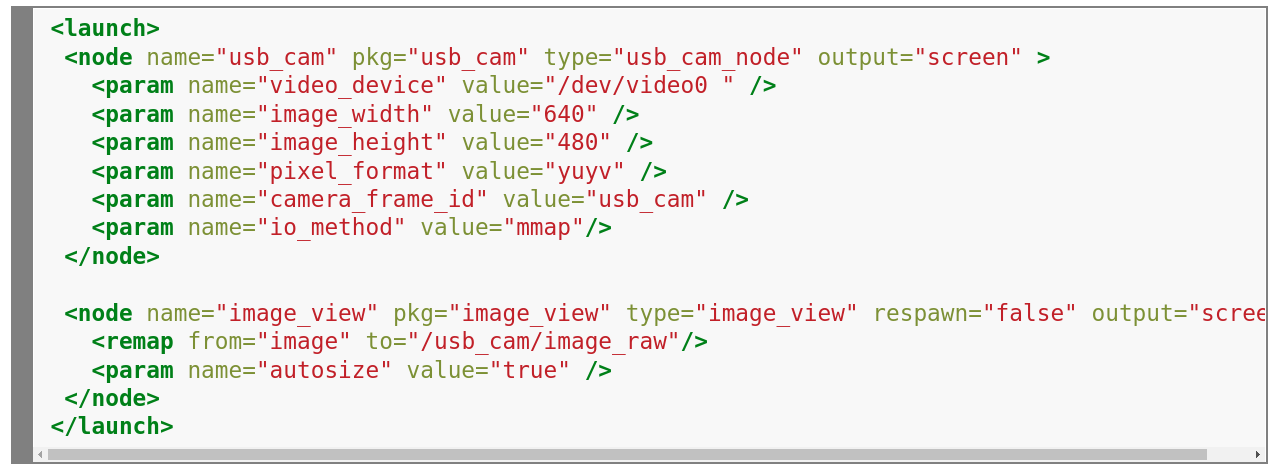 <launch>
<node name="usb_cam" pkg="usb_cam" type="usb_cam_node" output="screen" >
<param name="video_device" value="/dev/video0 " />
<param name="image_width" value="640" />
<param name="image_height" value="480" />
<param name="pixel_format" value="yuyv" />
<param name="camera_frame_id" value="usb_cam" />
<param name="io_method" value="mmap"/>
</node>
<node name="image_view" pkg="image_view" type="image_view" respawn="false" output="scree
<remap from="image" to="/usb_cam/image_raw"/>
<param name="autosize" value="true" />
</node>
</launch>